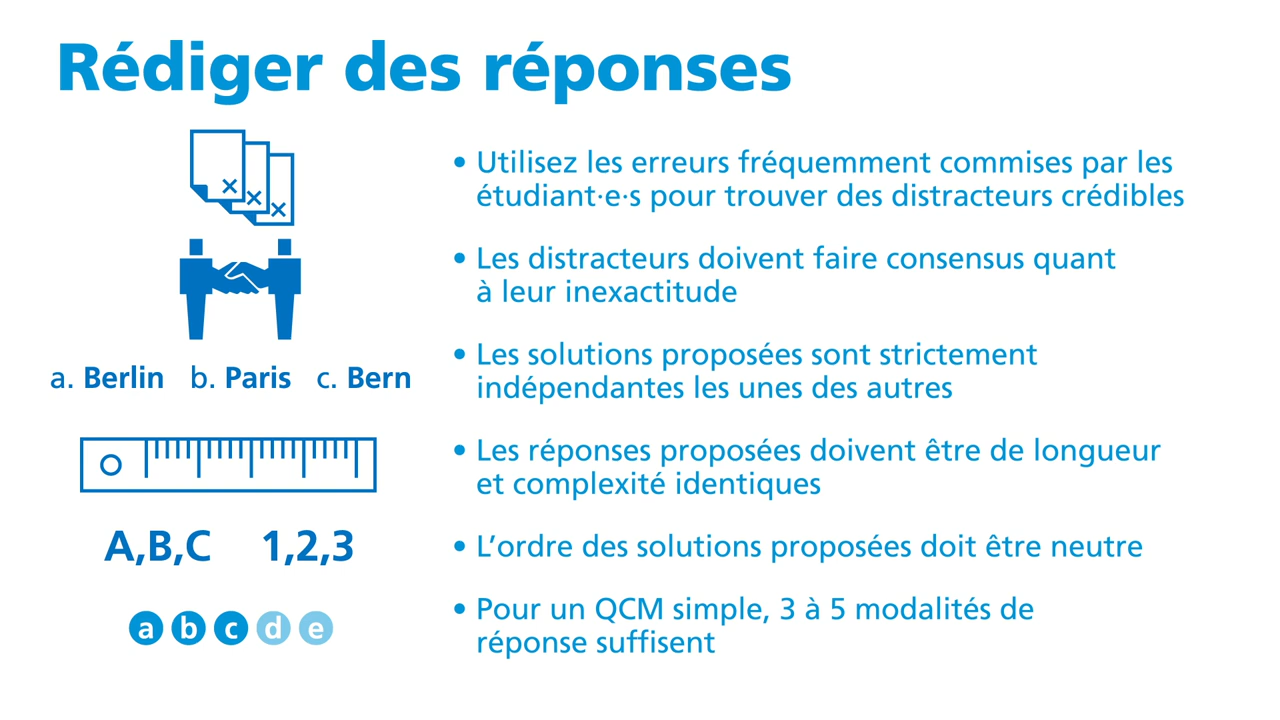 Rédiger des réponses
• Utilisez les erreurs fréquemment commises par les
étudiant·e·s pour trouver des distracteurs crédibles
• Les distracteurs doivent faire consensus quant
à leur inexactitude
a. Berlin b. Paris c. Bern
• Les solutions proposées sont strictement
indépendantes les unes des autres
• Les réponses proposées doivent être de longueur
et complexité identiques
A,B,C 1,2,3
• L’ordre des solutions proposées doit être neutre
a b c d e
• Pour un QCM simple, 3 à 5 modalités de
réponse suffisent